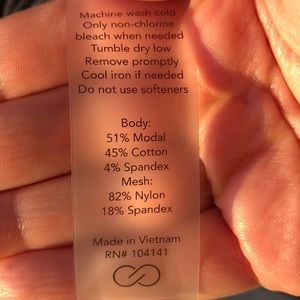 Machine wash cold
Only non-chlorine
bleach when needed
Tumble dry low
Remove promptly
Cool iron if needed
Do not use softeners
Body:
51% Modal
45% Cotton
4% Spandex
Mesh:
82% Nylon
18% Spandex
Made in Vietnam
RN# 104141